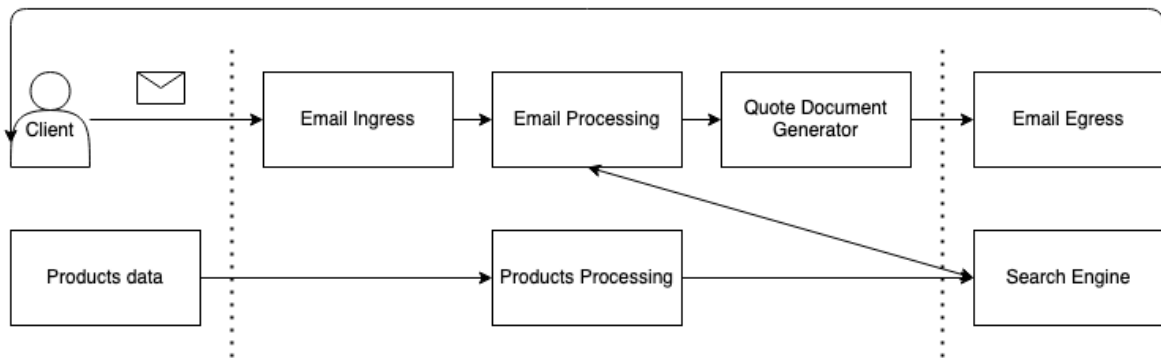 Client
Email Ingress
Email Processing
Quote Document
Generator
Email Egress
Products data
Products Processing
Search Engine